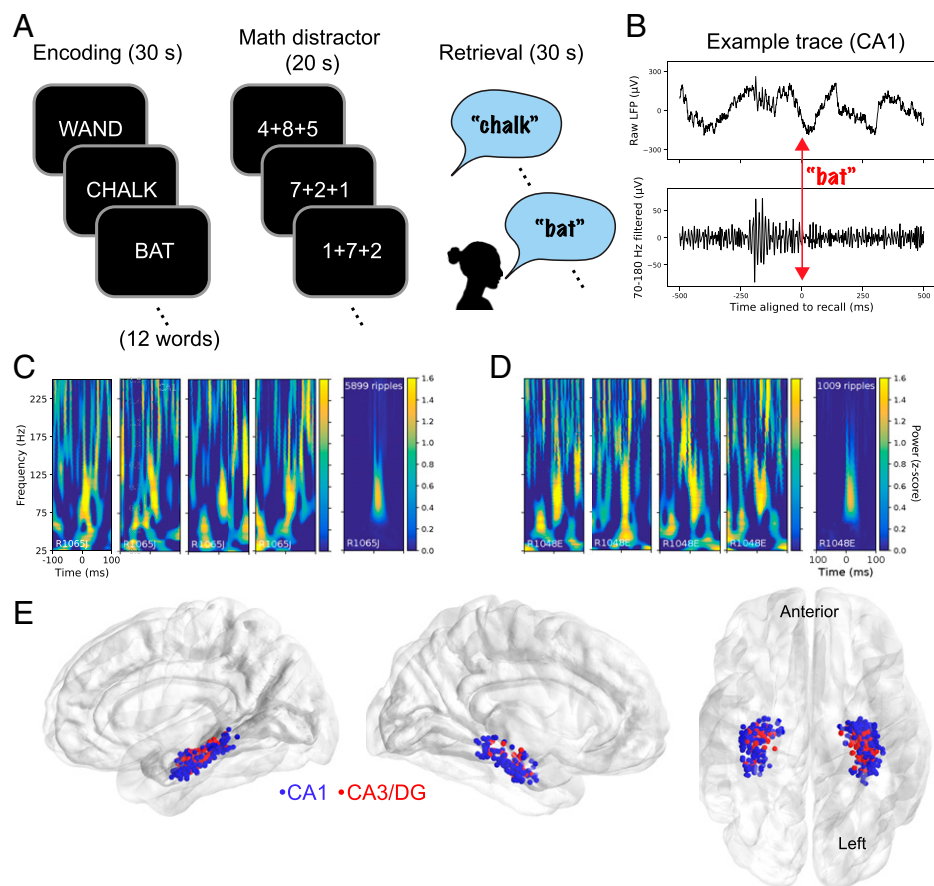 A
Encoding (30 s)
WAND
CHALK
BAT
(12 words)
Math distractor
(20 s)
4+8+5
7+2+1
1+7+2
Retrieval (30 s)
“chalk”
“bat”
B
Example trace (CA1)
Raw LFP (µV)
300
0
−300
“bat”
70-180 Hz filtered (µV)
50
0
−50
-500
-250
0
250
500
Time aligned to recall (ms)
C
Frequency (Hz)
225
175
125
75
25
CA1
R1065J
R1065J
R1065J
R1065J
-100
0
100
Time (ms)
5899 ripples
R1065J
1.6
1.4
1.2
1.0
0.8
0.6
0.4
0.2
0.0
D
R1048E
R1048E
R1048E
R1048E
1009 ripples
R1048E
100
0
100
Time (ms)
1.6
1.4
1.2
1.0
0.8
0.6
0.4
0.2
0.0
Power (z-score)
E
•CA1 •CA3/DG
Anterior
Left